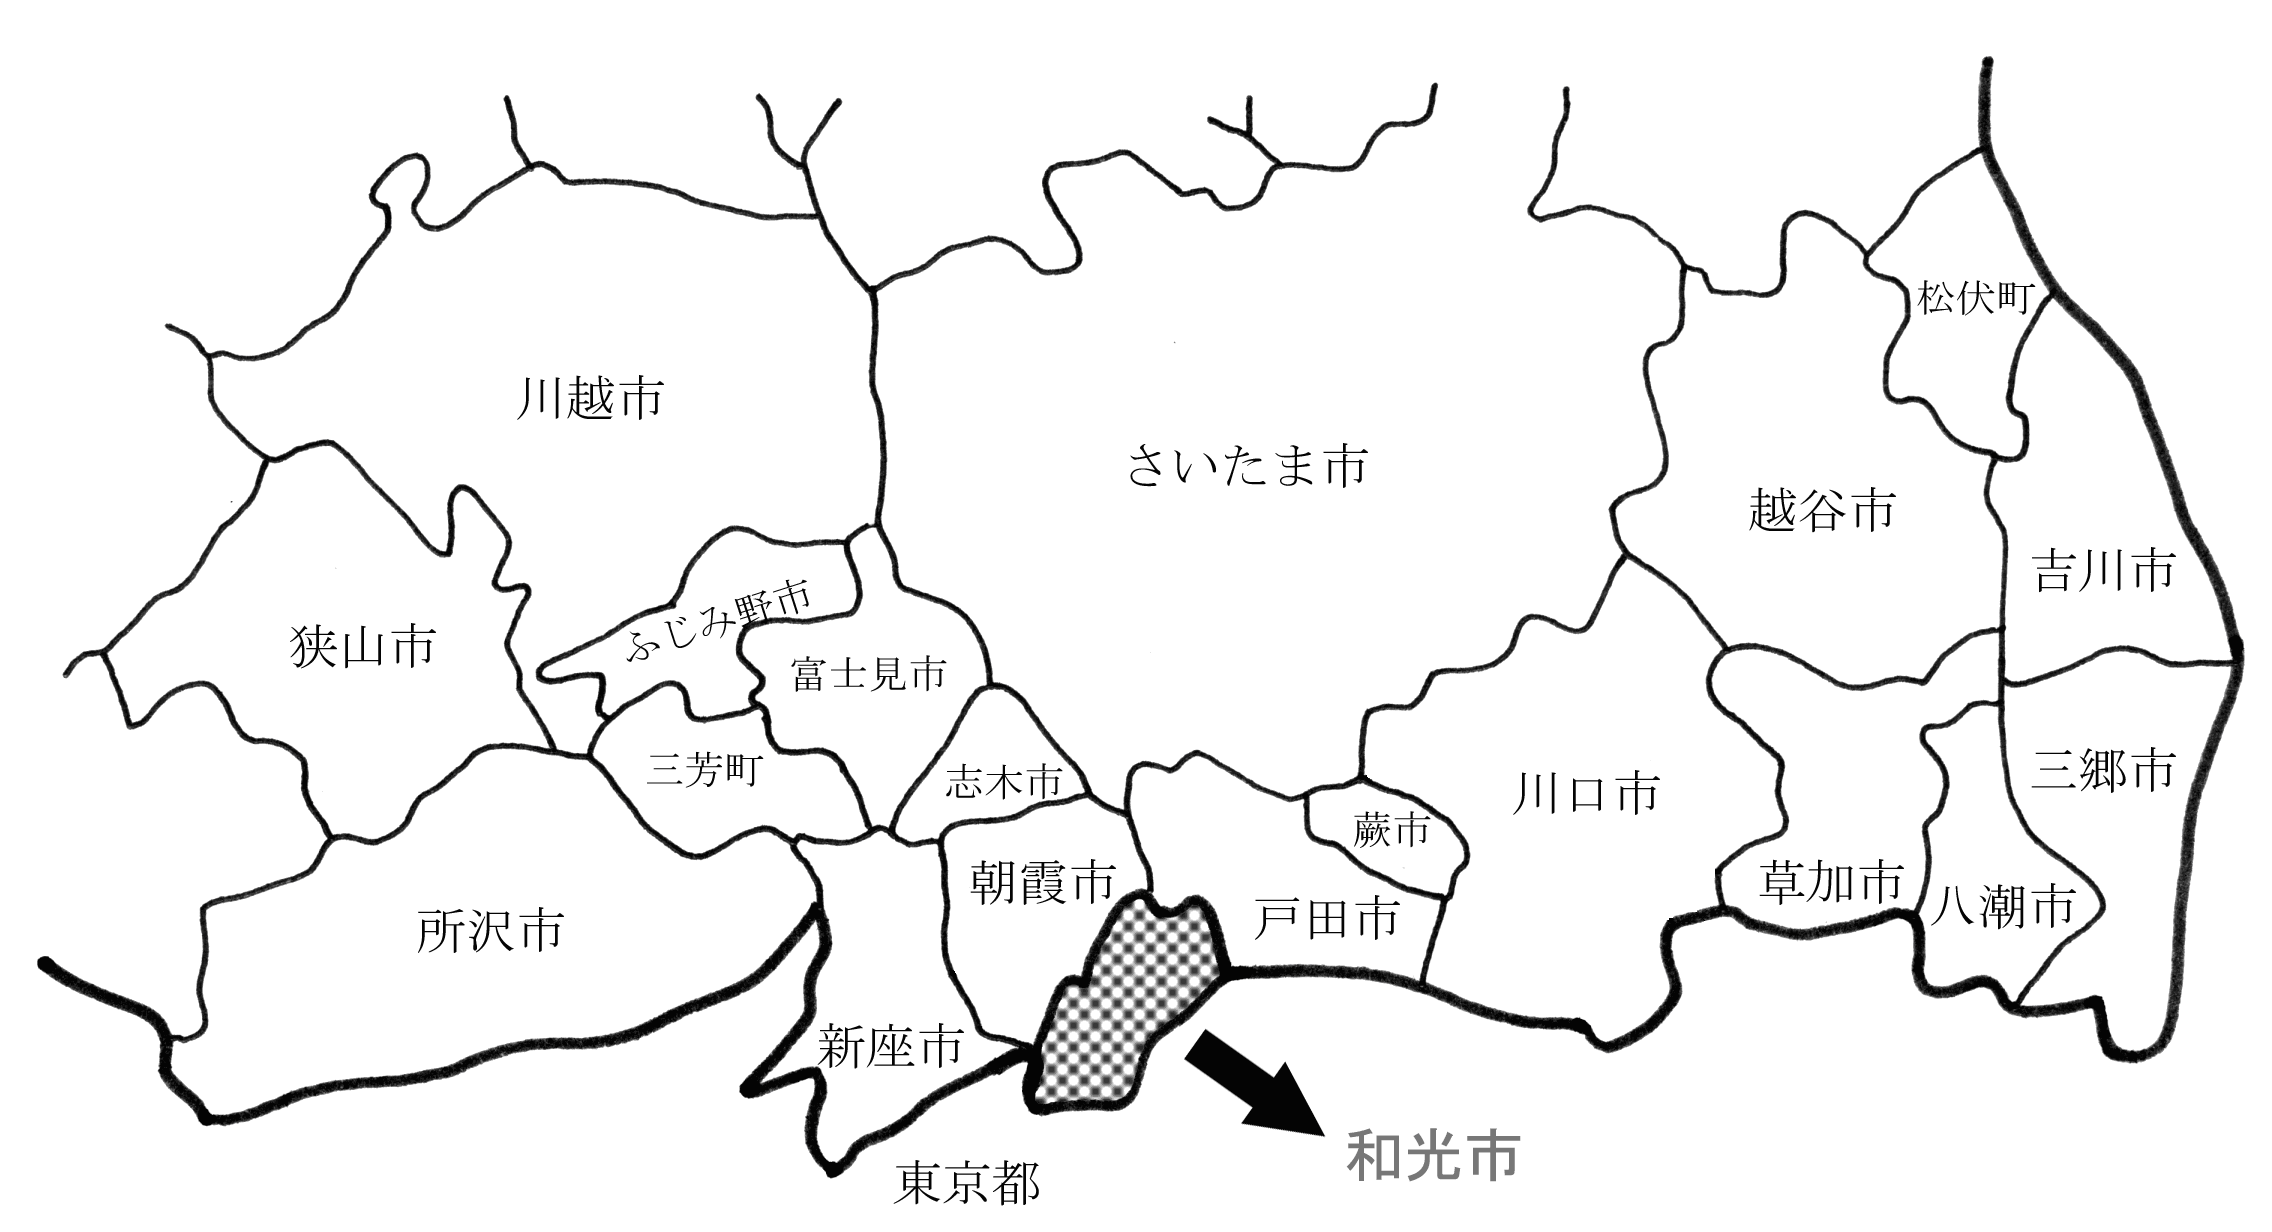 松伏町
川越市
さいたま市
越谷市
吉川市
ふじみ野市
狭山市
富士見市
三芳町
志木市
川口市
三郷市
蕨市
朝霞市
草加市
八潮市
戸田市
所沢市
新座市
和光市
東京都